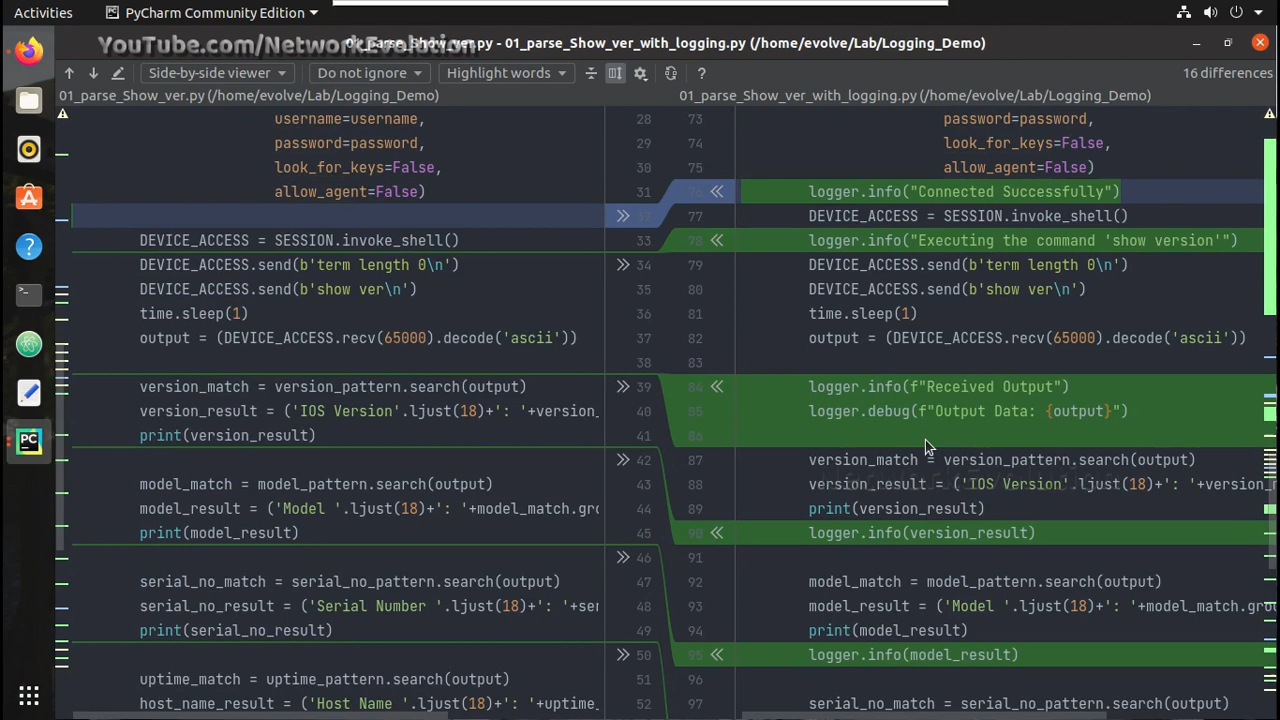 Activities PyCharm Community Edition
YouTube.com/NetworkEvolution
01_parse_Show_ver.py - 01_parse_Show_ver_with_logging.py (/home/evolve/Lab/Logging_Demo)
Side-by-side viewer Do not ignore Highlight words ? 16 differences
01_parse_Show_ver.py (/home/evolve/Lab/Logging_Demo) 01_parse_Show_ver_with_logging.py (/home/evolve/Lab/Logging_Demo)
username=username, 28 73 password=password,
password=password, 29 74 look_for_keys=False,
look_for_keys=False, 30 75 allow_agent=False)
allow_agent=False) 31 76 logger.info("Connected Successfully")
32 77 DEVICE_ACCESS = SESSION.invoke_shell()
DEVICE_ACCESS = SESSION.invoke_shell() 33 78 logger.info("Executing the command 'show version'")
DEVICE_ACCESS.send(b'term length 0\n') 34 79 DEVICE_ACCESS.send(b'term length 0\n')
DEVICE_ACCESS.send(b'show ver\n') 35 80 DEVICE_ACCESS.send(b'show ver\n')
time.sleep(1) 36 81 time.sleep(1)
output = (DEVICE_ACCESS.recv(65000).decode('ascii')) 37 82 output = (DEVICE_ACCESS.recv(65000).decode('ascii'))
38 83
version_match = version_pattern.search(output) 39 84 logger.info(f"Received Output")
version_result = ('IOS Version'.ljust(18)+': '+version_ 40 85 logger.debug(f"Output Data: {output}")
print(version_result) 41 86
42 87 version_match = version_pattern.search(output)
model_match = model_pattern.search(output) 43 88 version_result = ('IOS Version'.ljust(18)+': '+version_
model_result = ('Model '.ljust(18)+': '+model_match.gro 44 89 print(version_result)
print(model_result) 45 90 logger.info(version_result)
46 91
serial_no_match = serial_no_pattern.search(output) 47 92 model_match = model_pattern.search(output)
serial_no_result = ('Serial Number '.ljust(18)+': '+ser 48 93 model_result = ('Model '.ljust(18)+': '+model_match.gro
print(serial_no_result) 49 94 print(model_result)
50 95 logger.info(model_result)
uptime_match = uptime_pattern.search(output) 51 96
host_name_result = ('Host Name '.ljust(18)+': '+uptime_ 52 97 serial_no_match = serial_no_pattern.search(output)